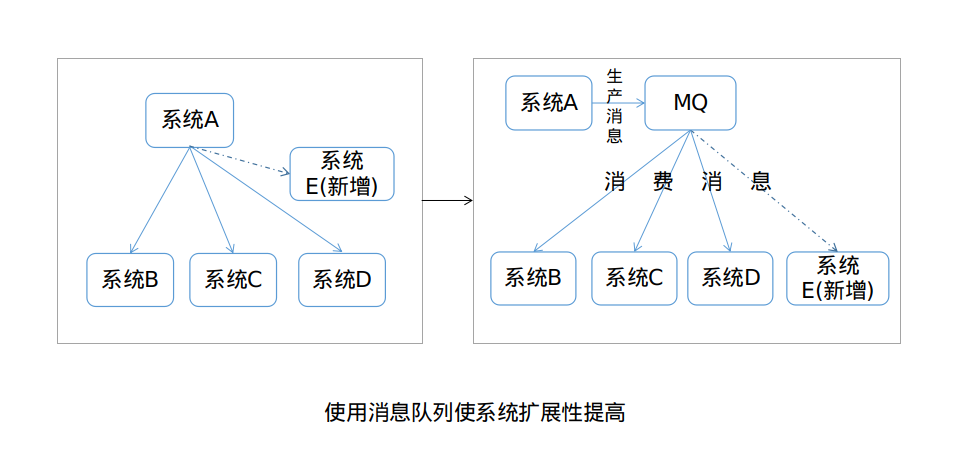 系统A
系统
E(新增)
系统B
系统C
系统D
系统A
生产消息
MQ
消费消息
系统B
系统C
系统D
系统
E(新增)
使用消息队列使系统扩展性提高